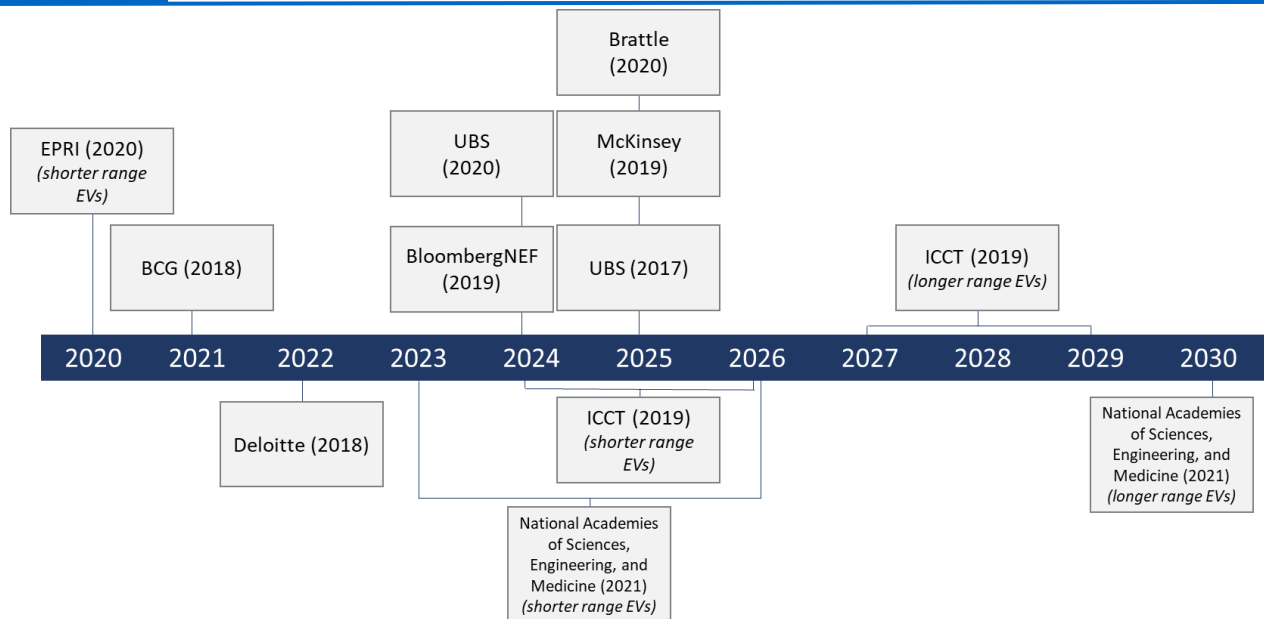 Brattle
(2020)
EPRI (2020)
(shorter range
EVs)
UBS
(2020)
McKinsey
(2019)
BCG (2018)
BloombergNEF
(2019)
UBS (2017)
ICCT (2019)
(longer range EVs)
2020 2021 2022 2023 2024 2025 2026 2027 2028 2029 2030
Deloitte (2018)
ICCT (2019)
(shorter range
EVs)
National Academies
of Sciences,
Engineering, and
Medicine (2021)
(longer range EVs)
National Academies
of Sciences,
Engineering, and
Medicine (2021)
(shorter range EVs)